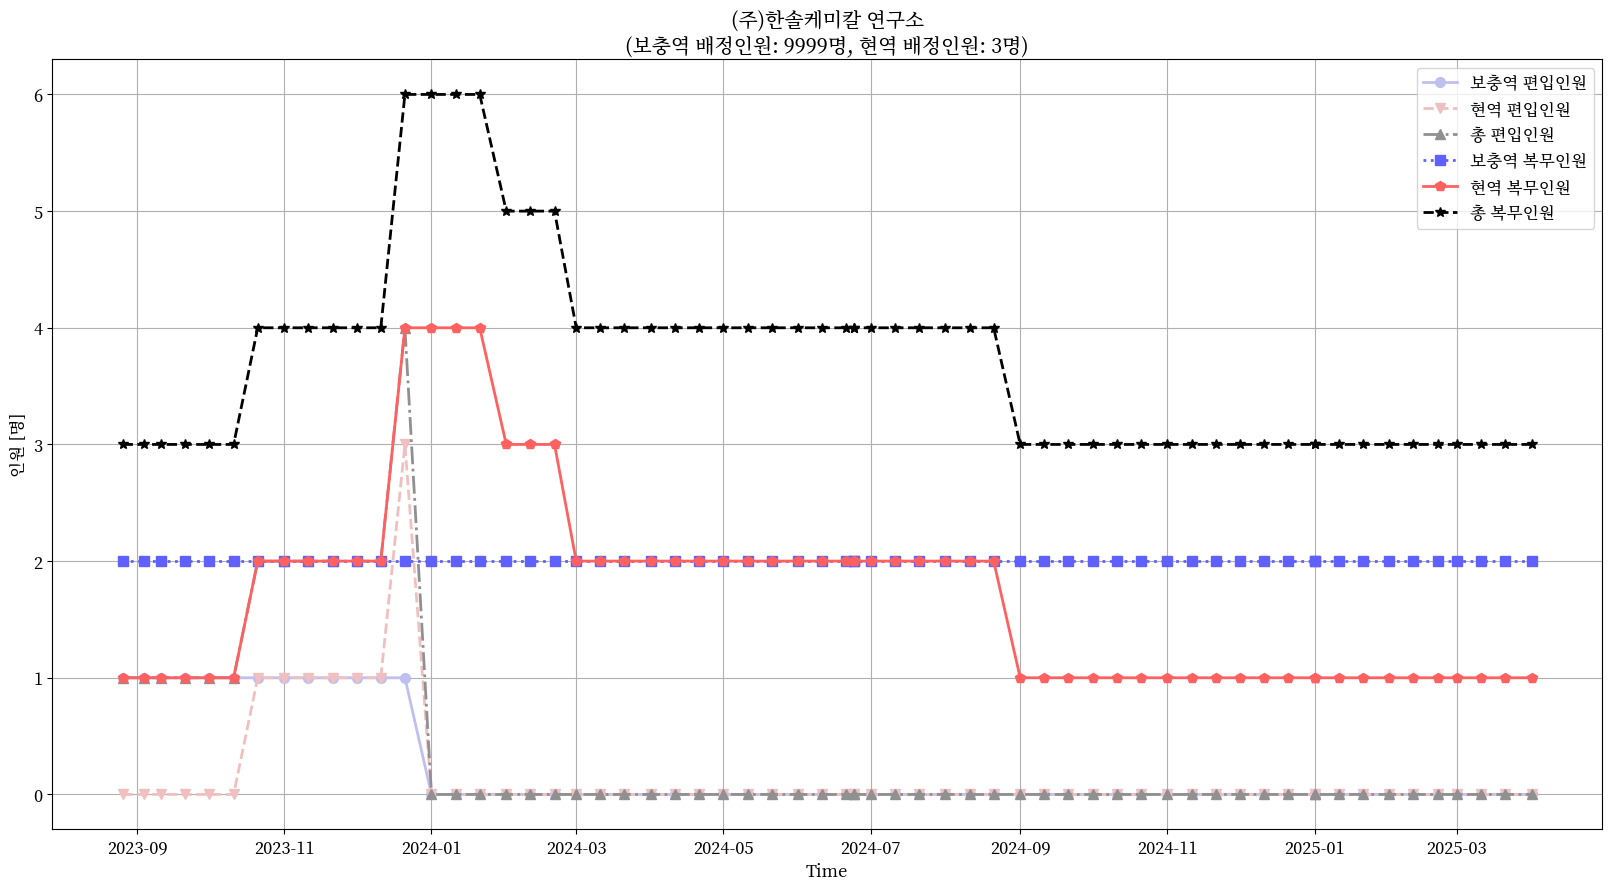 (주)한솔케미칼 연구소
(보충역 배정인원: 9999명, 현역 배정인원: 3명)
보충역 편입인원
현역 편입인원
총 편입인원
보충역 복무인원
현역 복무인원
총 복무인원
인원 [명]
6
5
4
3
2
1
0
2023-09 2023-11 2024-01 2024-03 2024-05 2024-07 2024-09 2024-11 2025-01 2025-03
Time